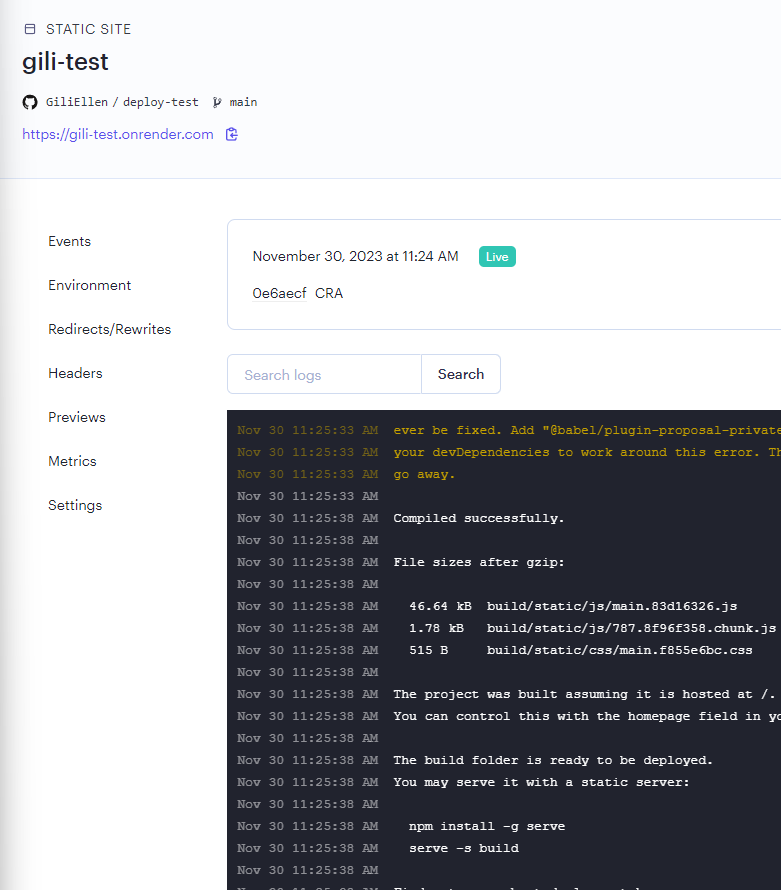 STATIC SITE
gili-test
GiliEllen / deploy-test main
https://gili-test.onrender.com
Events
Environment
Redirects/Rewrites
Headers
Previews
Metrics
Settings
November 30, 2023 at 11:24 AM Live
0e6aecf CRA
Search logs Search
Nov 30 11:25:33 AM ever be fixed. Add "@babel/plugin-proposal-private
Nov 30 11:25:33 AM your devDependencies to work around this error. Th
Nov 30 11:25:33 AM go away.
Nov 30 11:25:33 AM
Nov 30 11:25:38 AM Compiled successfully.
Nov 30 11:25:38 AM
Nov 30 11:25:38 AM File sizes after gzip:
Nov 30 11:25:38 AM
Nov 30 11:25:38 AM 46.64 kB build/static/js/main.83d16326.js
Nov 30 11:25:38 AM 1.78 kB build/static/js/787.8f96f358.chunk.js
Nov 30 11:25:38 AM 515 B build/static/css/main.f855e6bc.css
Nov 30 11:25:38 AM
Nov 30 11:25:38 AM The project was built assuming it is hosted at /.
Nov 30 11:25:38 AM You can control this with the homepage field in yo
Nov 30 11:25:38 AM
Nov 30 11:25:38 AM The build folder is ready to be deployed.
Nov 30 11:25:38 AM You may serve it with a static server:
Nov 30 11:25:38 AM
Nov 30 11:25:38 AM npm install -g serve
Nov 30 11:25:38 AM serve -s build
Nov 30 11:25:38 AM